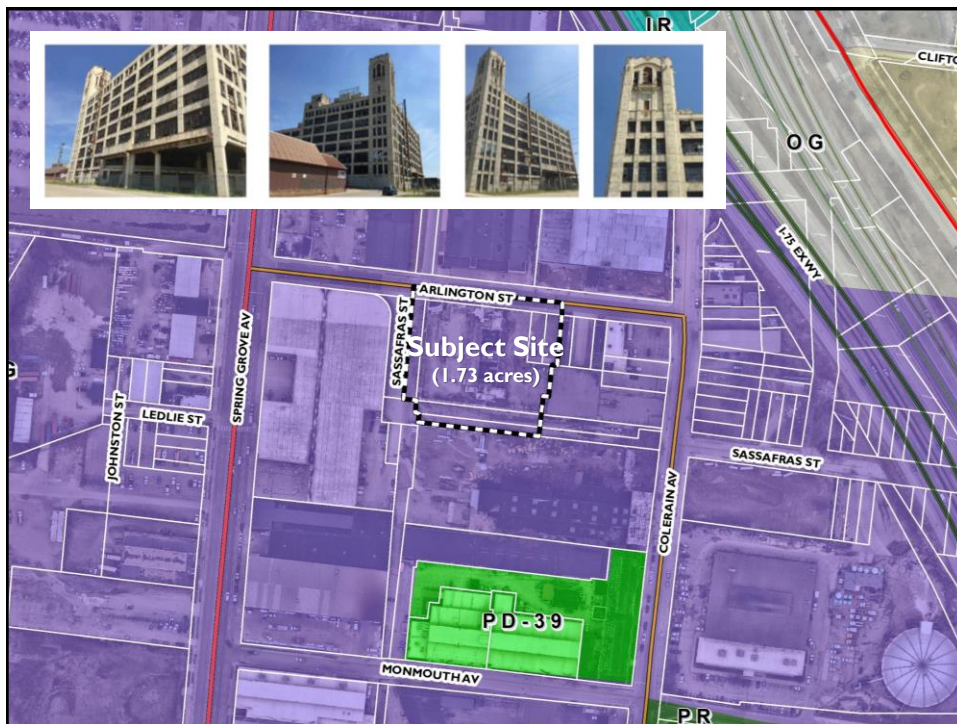 IR
CLIFTO
OG
I-75 EXWY
ARLINGTON ST
SASSAFRAS ST
Subject Site
(1.73 acres)
SPRING GROVE AV
G
LEDLIE ST
JOHNSTON ST
SASSAFRAS ST
COLERAIN AV
PD-39
MONMOUTH AV
PR